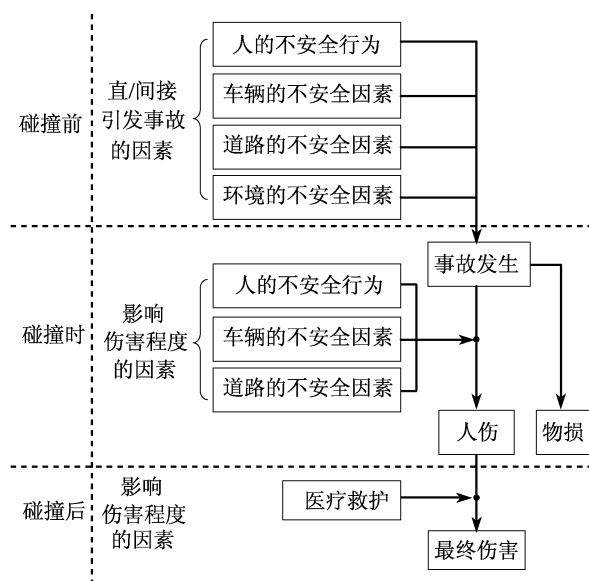 人的不安全行为
直/间接
引发事故
的因素
车辆的不安全因素
碰撞前
道路的不安全因素
环境的不安全因素
事故发生
人的不安全行为
影响
伤害程度
的因素
碰撞时
车辆的不安全因素
道路的不安全因素
人伤
物损
影响
伤害程度
的因素
碰撞后
医疗救护
最终伤害